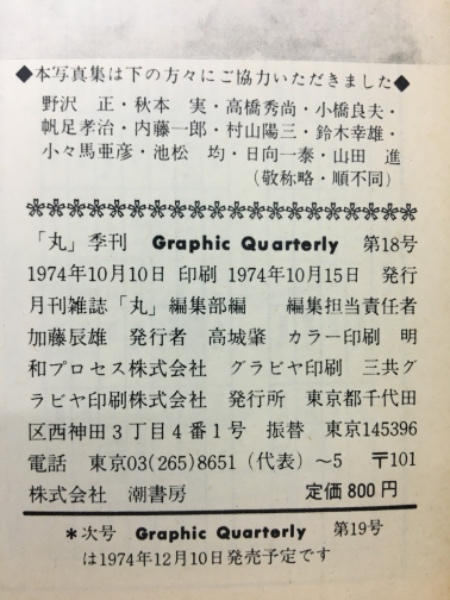 ◆本写真集は下の方々にご協力いただきました◆
野沢 正・秋本 実・高橋秀尚・小橋良夫・
帆足孝治・内藤一郎・村山陽三・鈴木幸雄・
小々馬亜彦・池松 均・日向一泰・山田 進
(敬称略・順不同)
「丸」季刊 Graphic Quarterly 第18号
1974年10月10日 印刷 1974年10月15日 発行
月刊雑誌「丸」編集部編 編集担当責任者
加藤辰雄 発行者 高城肇 カラー印刷 明
和プロセス株式会社 グラビヤ印刷 三共グ
ラビヤ印刷株式会社 発行所 東京都千代田
区西神田3丁目4番1号 振替 東京145396
電話 東京03(265)8651(代表)~5 〒101
株式会社 潮書房 定価800円
*次号 Graphic Quarterly 第19号
は1974年12月10日発売予定です